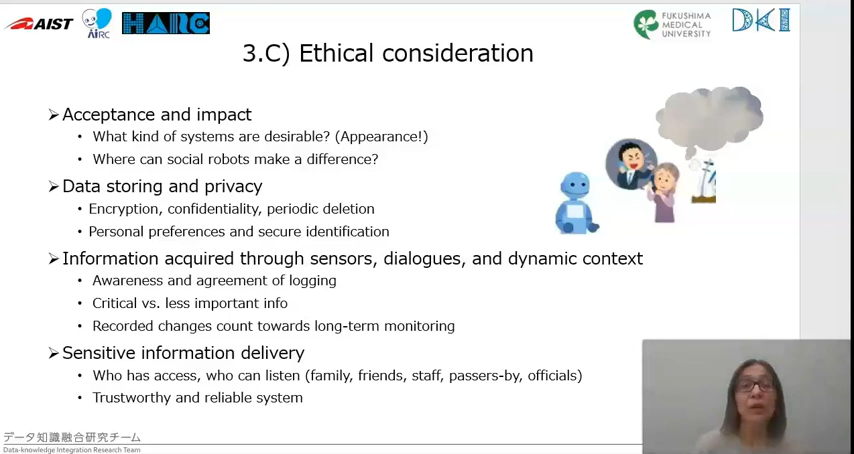 AIST
AIRC
HARC
FUKUSHIMA
MEDICAL
UNIVERSITY
DKI
3.C) Ethical consideration
➢Acceptance and impact
• What kind of systems are desirable? (Appearance!)
• Where can social robots make a difference?
➢Data storing and privacy
• Encryption, confidentiality, periodic deletion
• Personal preferences and secure identification
➢Information acquired through sensors, dialogues, and dynamic context
• Awareness and agreement of logging
• Critical vs. less important info
• Recorded changes count towards long-term monitoring
➢Sensitive information delivery
• Who has access, who can listen (family, friends, staff, passers-by, officials)
• Trustworthy and reliable system
データ知識融合研究チーム
Data-knowledge Integration Research Team